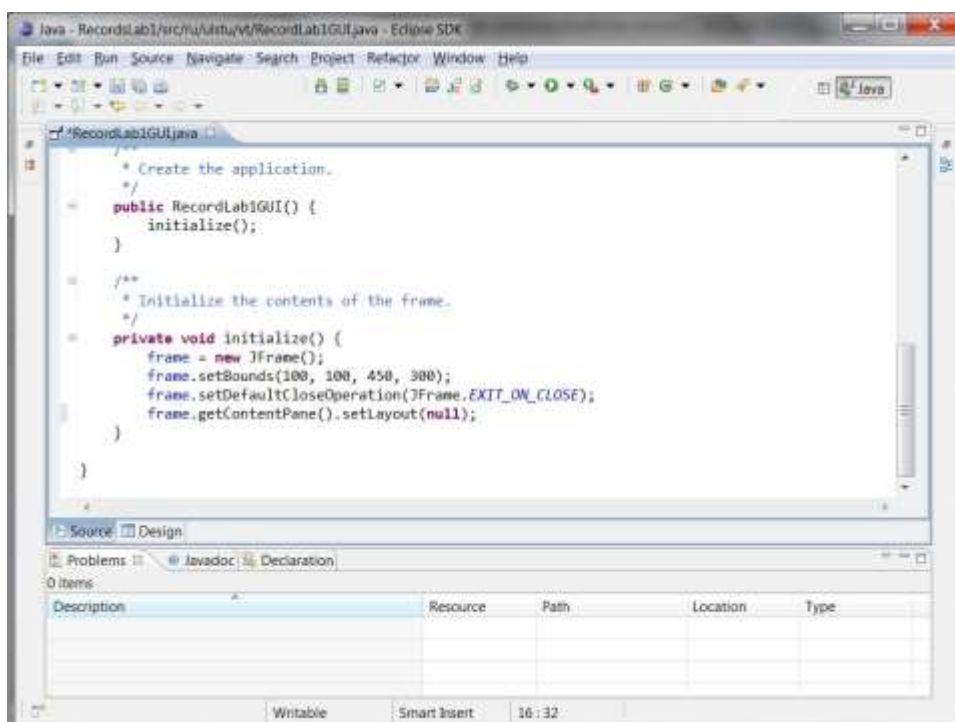 Java - RecordsLab1/src/ru/ulstu/vt/RecordLab1GUI.java - Eclipse SDK
File Edit Run Source Navigate Search Project Refactor Window Help
Java
*RecordLab1GUI.java
/**
* Create the application.
*/
public RecordLab1GUI() {
initialize();
}
/**
* Initialize the contents of the frame.
*/
private void initialize() {
frame = new JFrame();
frame.setBounds(100, 100, 450, 300);
frame.setDefaultCloseOperation(JFrame.EXIT_ON_CLOSE);
frame.getContentPane().setLayout(null);
}
}
Source Design
Problems Javadoc Declaration
0 items
Description Resource Path Location Type
Writable Smart Insert 16 : 32